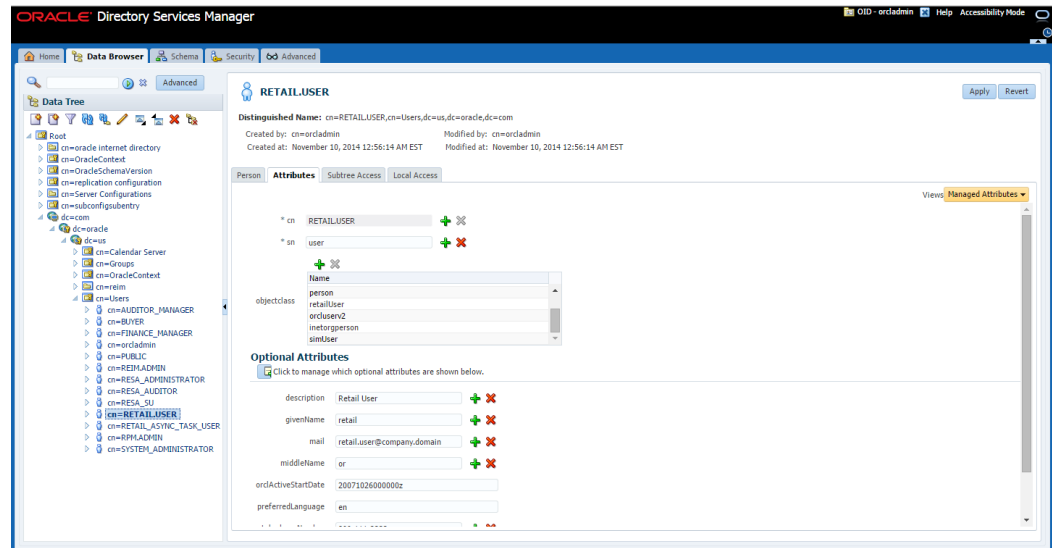 ORACLE Directory Services Manager
OID - orcladmin Help Accessibility Mode
Home Data Browser Schema Security Advanced
Advanced
Data Tree
Root
cn=oracle internet directory
cn=OracleContext
cn=OracleSchemaVersion
cn=replication configuration
cn=Server Configurations
cn=subconfigsubentry
dc=com
dc=oracle
dc=us
cn=Calendar Server
cn=Groups
cn=OracleContext
cn=reim
cn=Users
cn=AUDITOR_MANAGER
cn=BUYER
cn=FINANCE_MANAGER
cn=orcladmin
cn=PUBLIC
cn=REIM.ADMIN
cn=RESA_ADMINISTRATOR
cn=RESA_AUDITOR
cn=RESA_SU
cn=RETAIL.USER
cn=RETAIL_ASYNC_TASK_USER
cn=RPM.ADMIN
cn=SYSTEM_ADMINISTRATOR
RETAIL.USER
Apply Revert
Distinguished Name: cn=RETAIL.USER,cn=Users,dc=us,dc=oracle,dc=com
Created by: cn=orcladmin Modified by: cn=orcladmin
Created at: November 10, 2014 12:56:14 AM EST Modified at: November 10, 2014 12:56:14 AM EST
Person Attributes Subtree Access Local Access
Views Managed Attributes
* cn RETAIL.USER
* sn user
Name
objectclass
person
retailUser
orcluserv2
inetorgperson
simUser
Optional Attributes
Click to manage which optional attributes are shown below.
description Retail User
givenName retail
mail retail.user@company.domain
middleName or
orclActiveStartDate 20071026000000z
preferredLanguage en